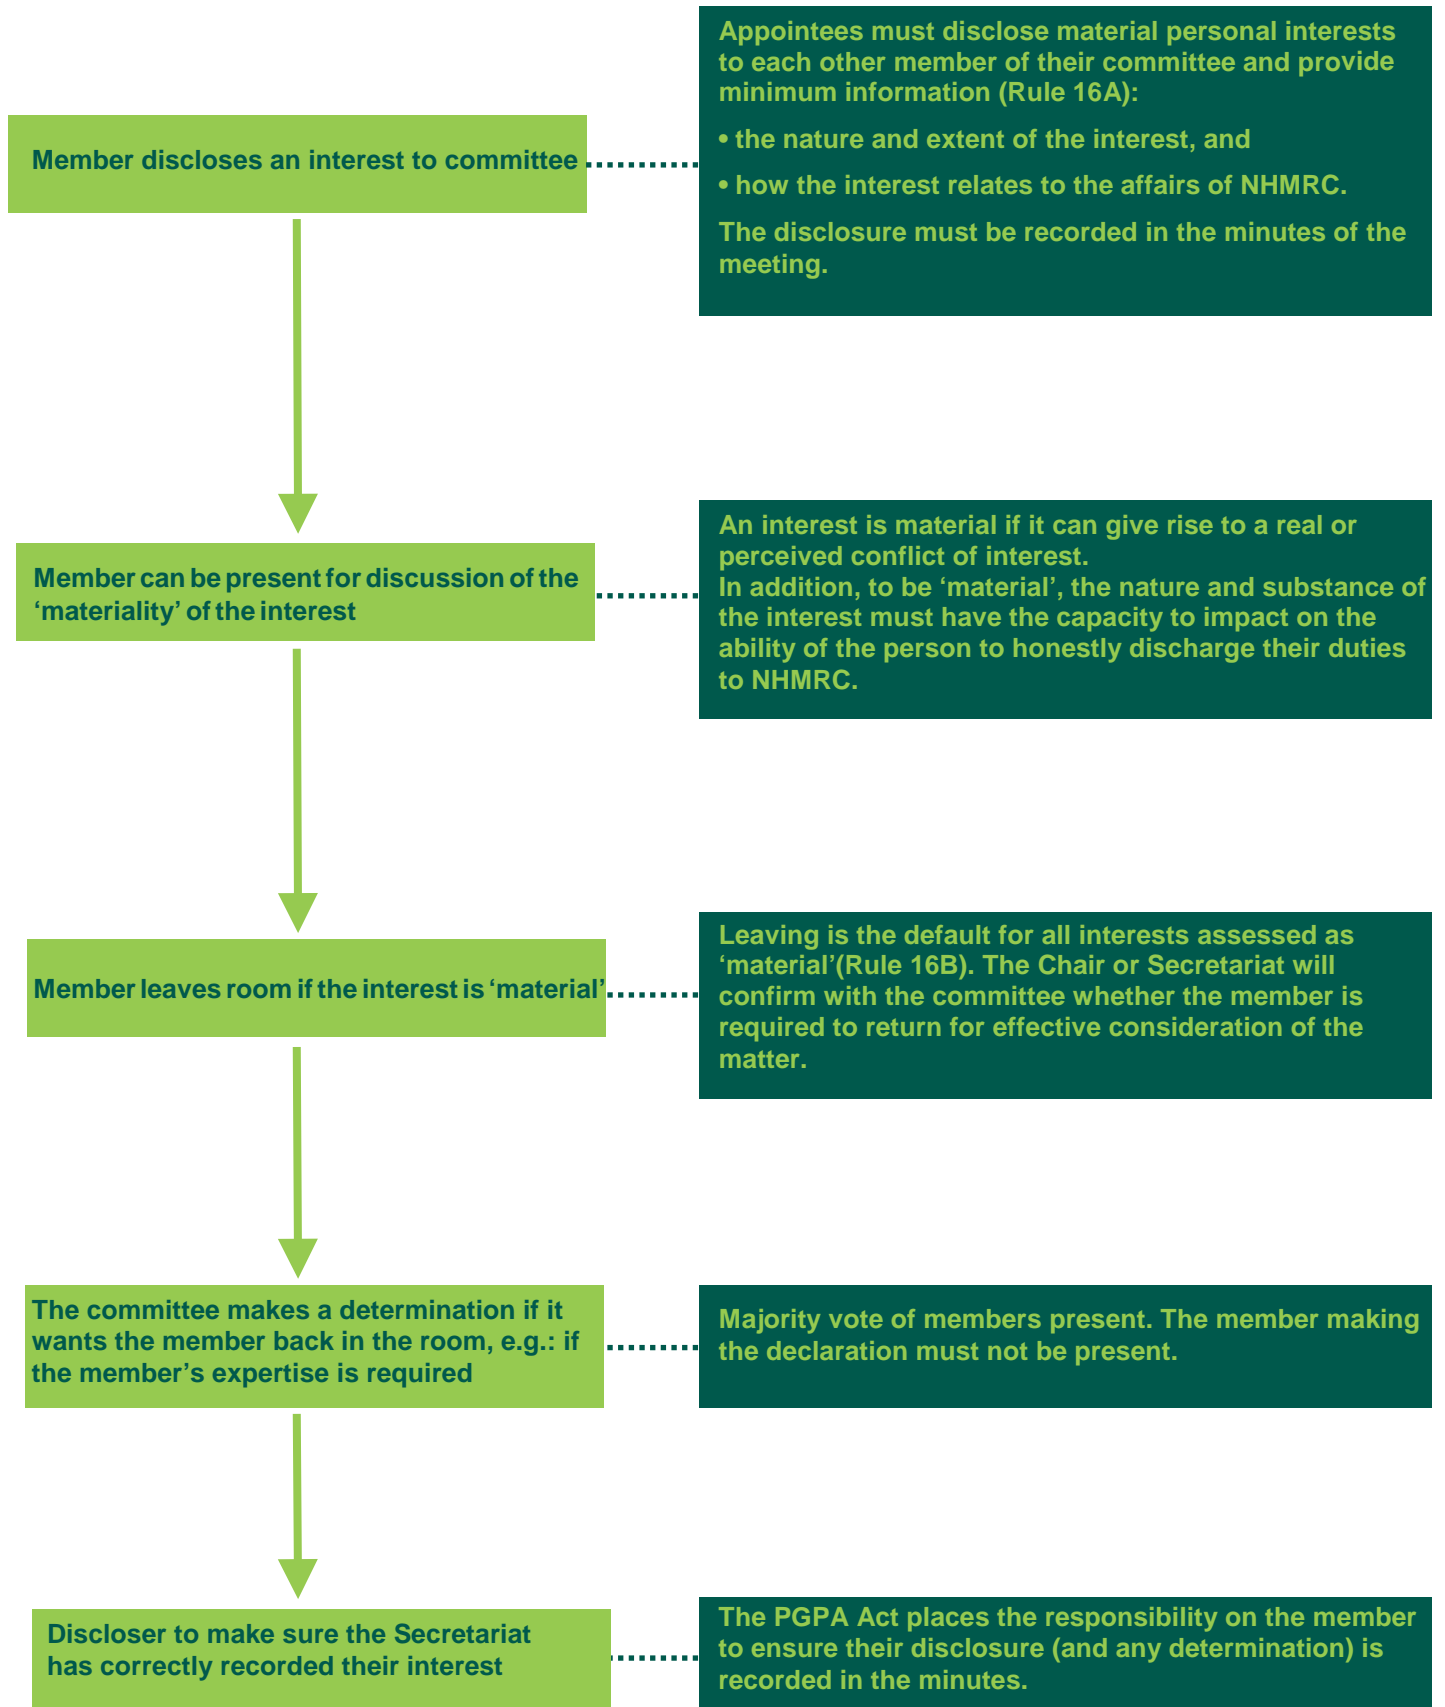 Member discloses an interest to committee
Appointees must disclose material personal interests
to each other member of their committee and provide
minimum information (Rule 16A):
• the nature and extent of the interest, and
• how the interest relates to the affairs of NHMRC.
The disclosure must be recorded in the minutes of the
meeting.
Member can be present for discussion of the
‘materiality’ of the interest
An interest is material if it can give rise to a real or
perceived conflict of interest.
In addition, to be ‘material’, the nature and substance of
the interest must have the capacity to impact on the
ability of the person to honestly discharge their duties
to NHMRC.
Member leaves room if the interest is ‘material’
Leaving is the default for all interests assessed as
‘material’(Rule 16B). The Chair or Secretariat will
confirm with the committee whether the member is
required to return for effective consideration of the
matter.
The committee makes a determination if it
wants the member back in the room, e.g.: if
the member’s expertise is required
Majority vote of members present. The member making
the declaration must not be present.
Discloser to make sure the Secretariat
has correctly recorded their interest
The PGPA Act places the responsibility on the member
to ensure their disclosure (and any determination) is
recorded in the minutes.